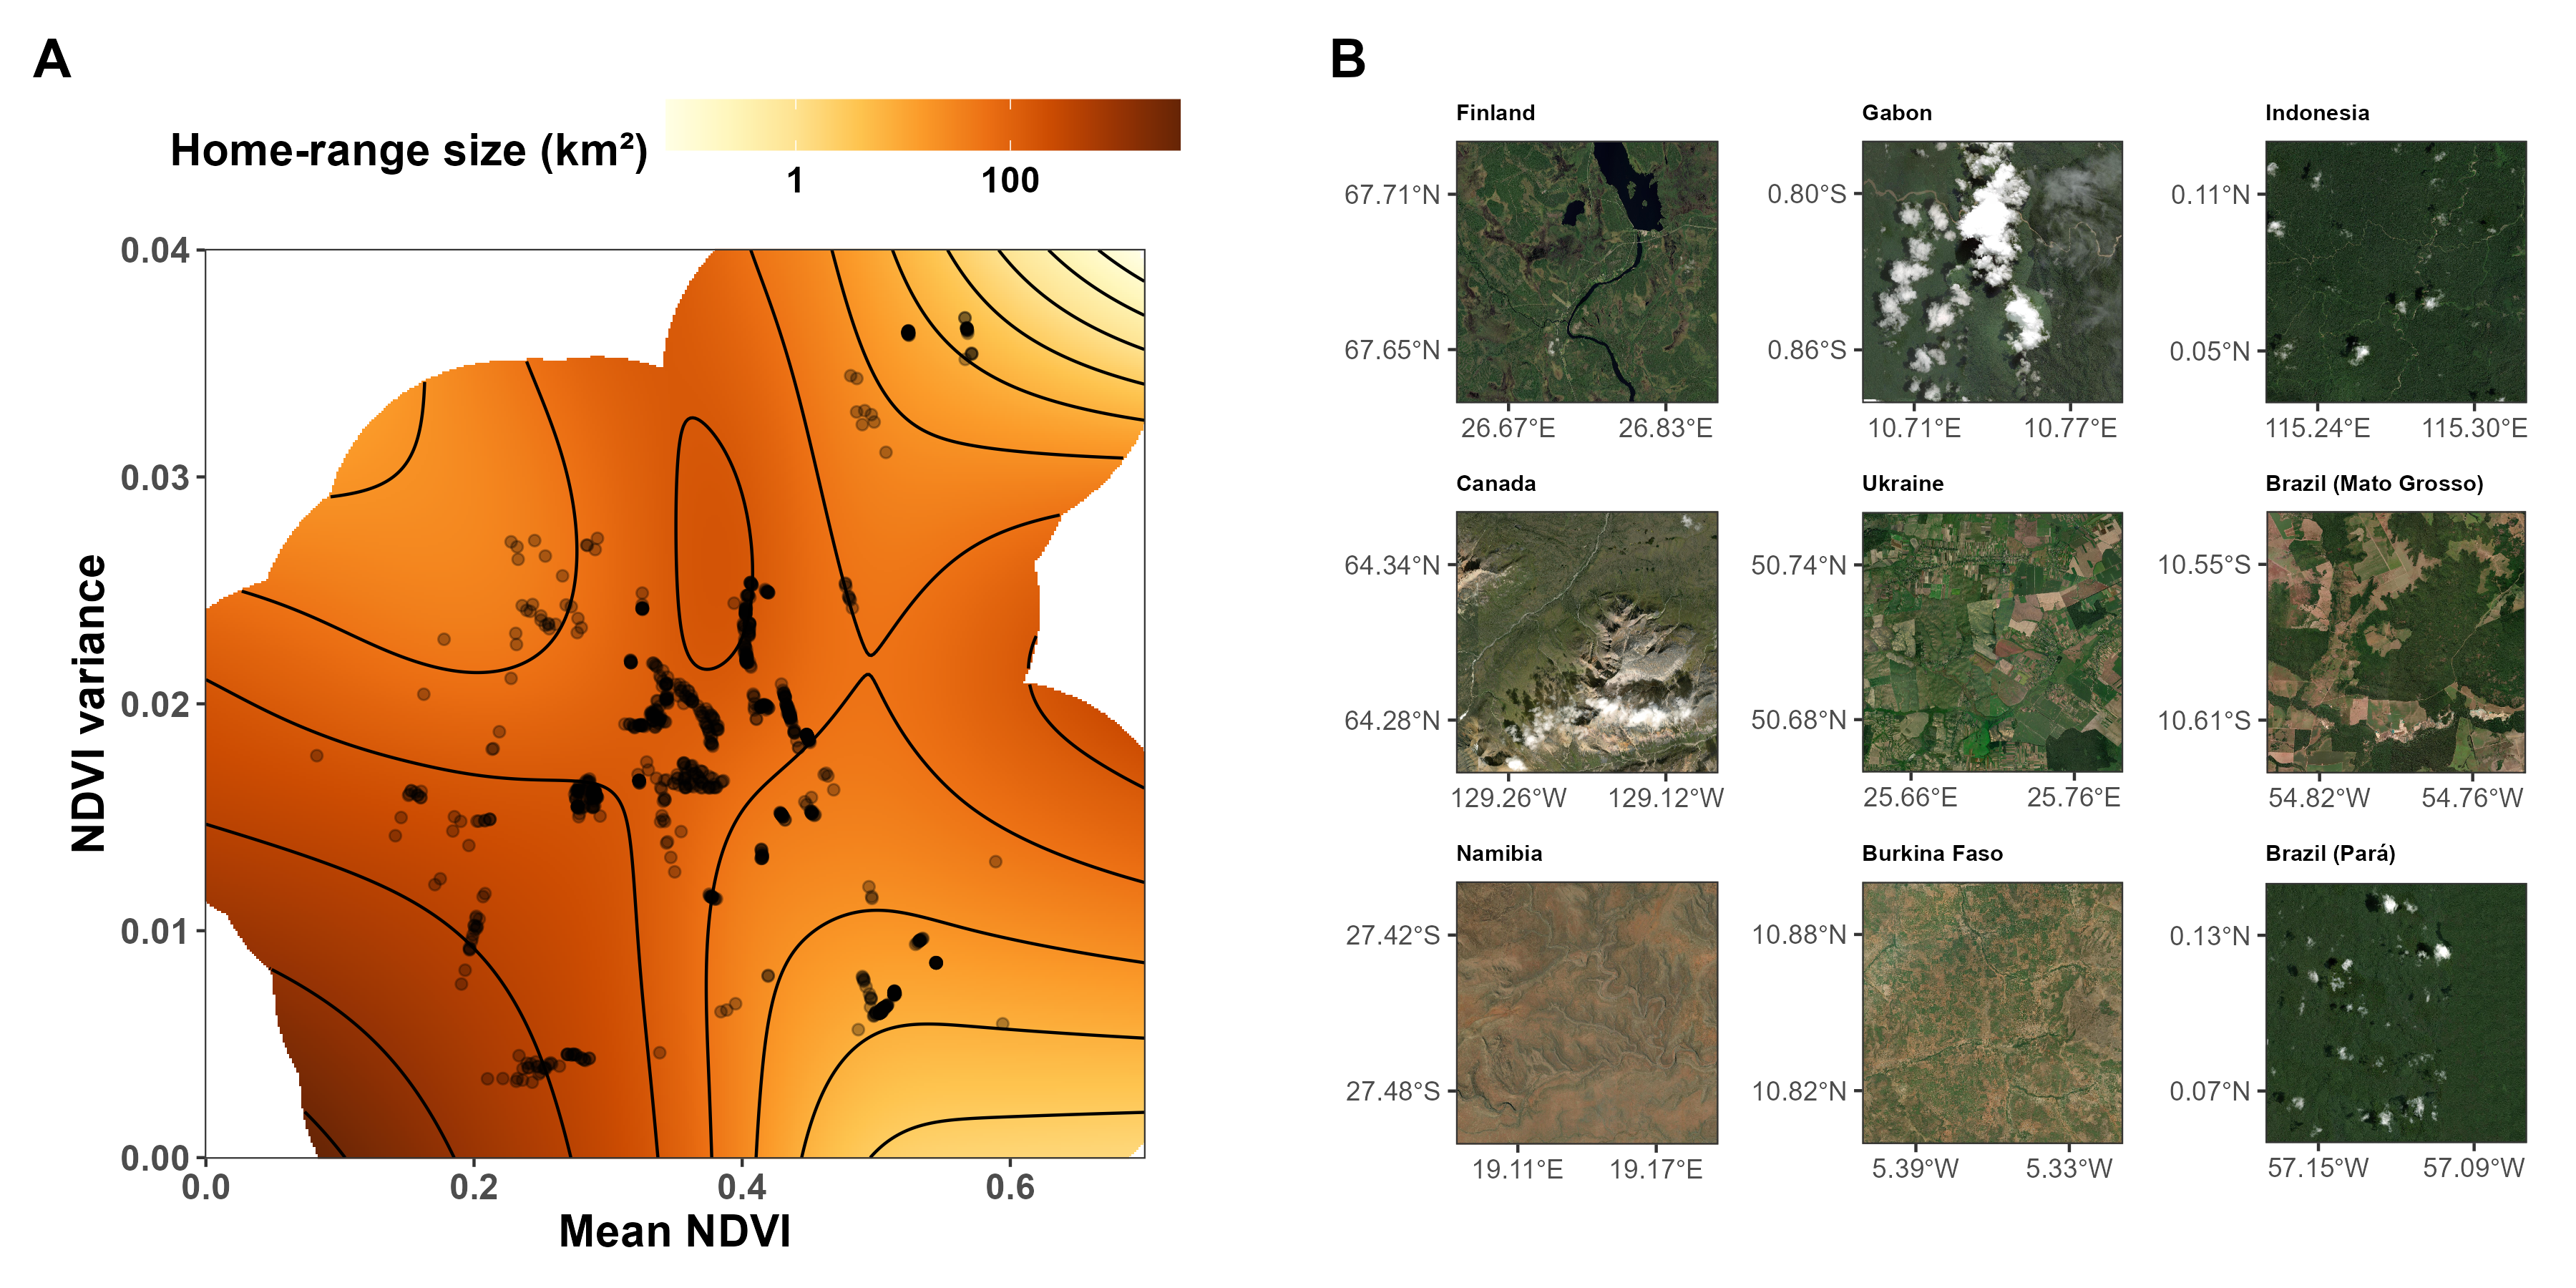 A
Home-range size (km²)
1
100
0.04
0.03
0.02
0.01
0.00
NDVI variance
0.0
0.2
0.4
0.6
Mean NDVI
B
Finland
67.71°N
67.65°N
26.67°E
26.83°E
Gabon
0.80°S
0.86°S
10.71°E
10.77°E
Indonesia
0.11°N
0.05°N
115.24°E
115.30°E
Canada
64.34°N
64.28°N
129.26°W
129.12°W
Ukraine
50.74°N
50.68°N
25.66°E
25.76°E
Brazil (Mato Grosso)
10.55°S
10.61°S
54.82°W
54.76°W
Namibia
27.42°S
27.48°S
19.11°E
19.17°E
Burkina Faso
10.88°N
10.82°N
5.39°W
5.33°W
Brazil (Pará)
0.13°N
0.07°N
57.15°W
57.09°W